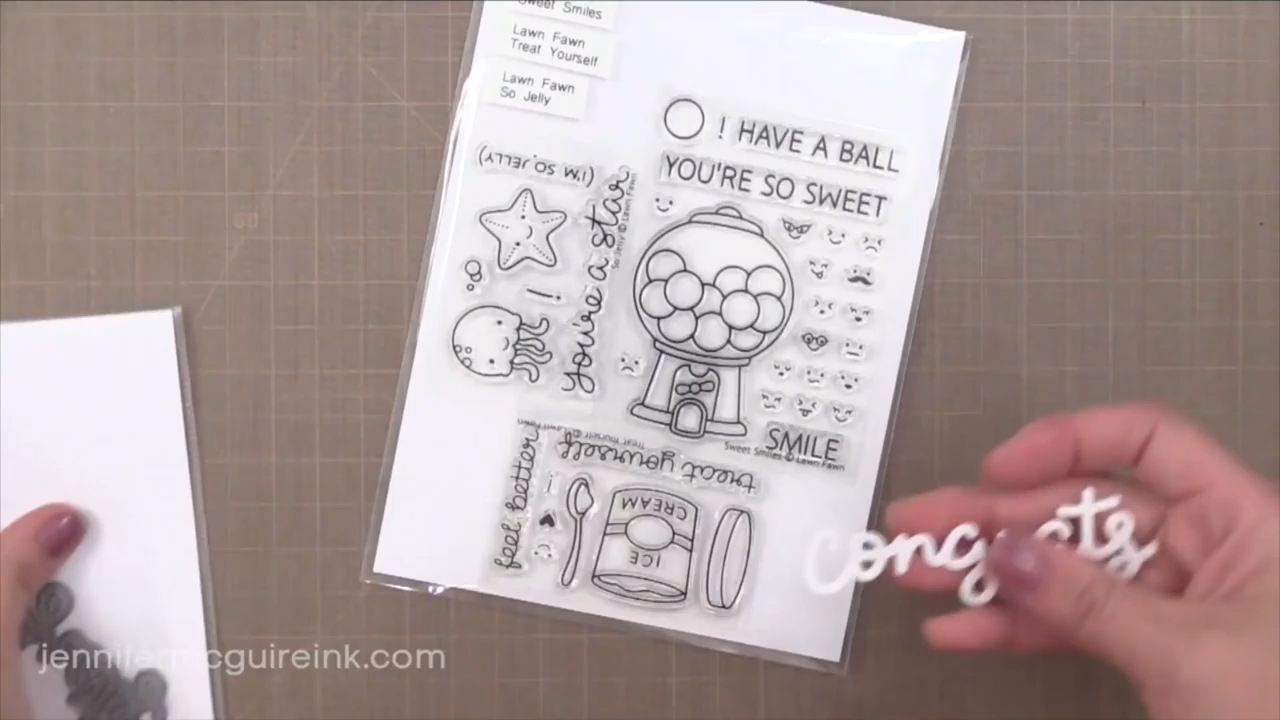 Sweet Smiles
Lawn Fawn
Treat Yourself
Lawn Fawn
So Jelly
! HAVE A BALL
YOU'RE SO SWEET
(I'M SO JELLY)
you're a star
So Jelly © Lawn Fawn
!
SMILE
Sweet Smiles © Lawn Fawn
Treat Yourself © Lawn Fawn
treat yourself
feel better
!
ICE
CREAM
congrats
jennifermcguireink.com